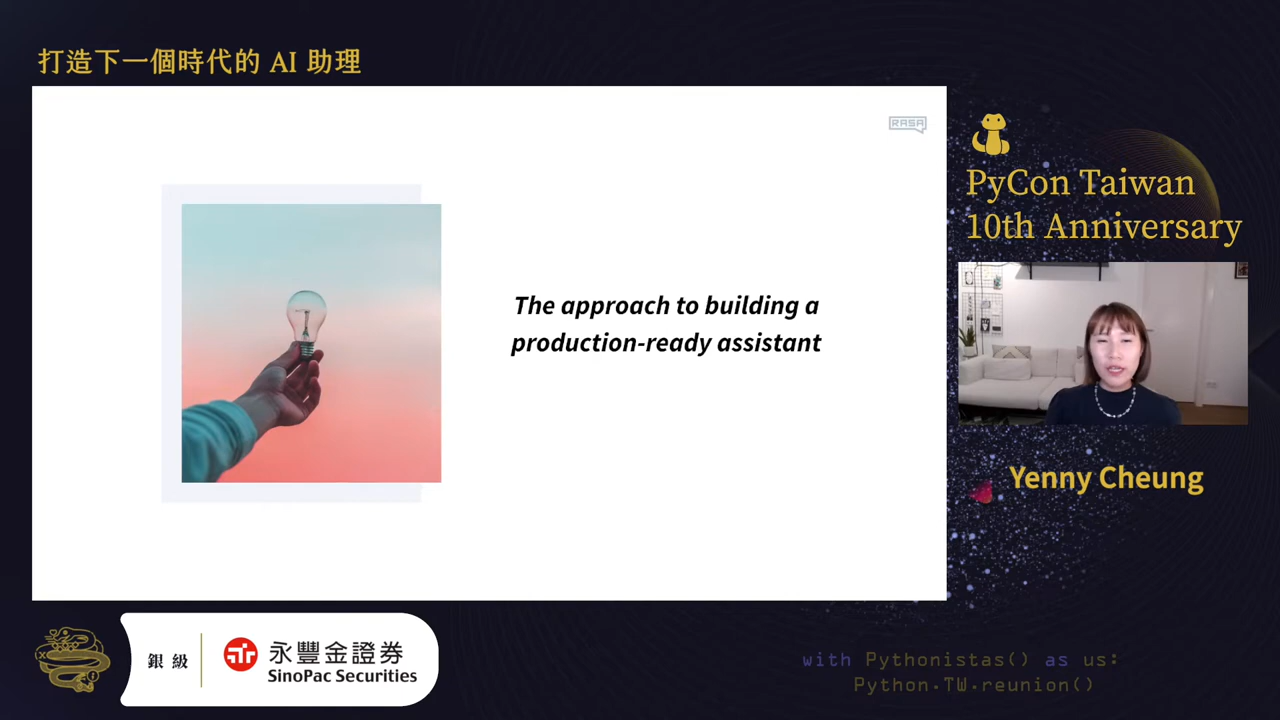 打造下一個時代的 AI 助理
RASA
The approach to building a
production-ready assistant
PyCon Taiwan
10th Anniversary
Yenny Cheung
銀級
永豐金證券
SinoPac Securities
with Pythonistas() as us:
Python.TW.reunion()